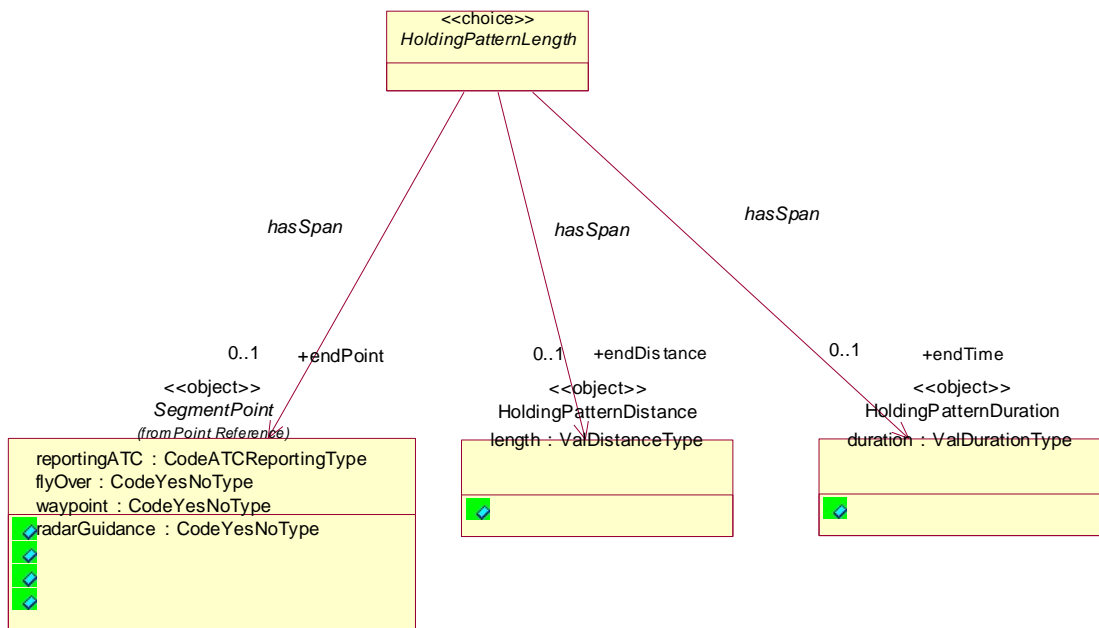 <<choice>>
HoldingPatternLength
hasSpan
hasSpan
hasSpan
0..1
+endPoint
0..1
+endDistance
0..1
+endTime
<<object>>
SegmentPoint
(from Point Reference)
reportingATC : CodeATCReportingType
flyOver : CodeYesNoType
waypoint : CodeYesNoType
radarGuidance : CodeYesNoType
<<object>>
HoldingPatternDistance
length : ValDistanceType
<<object>>
HoldingPatternDuration
duration : ValDurationType